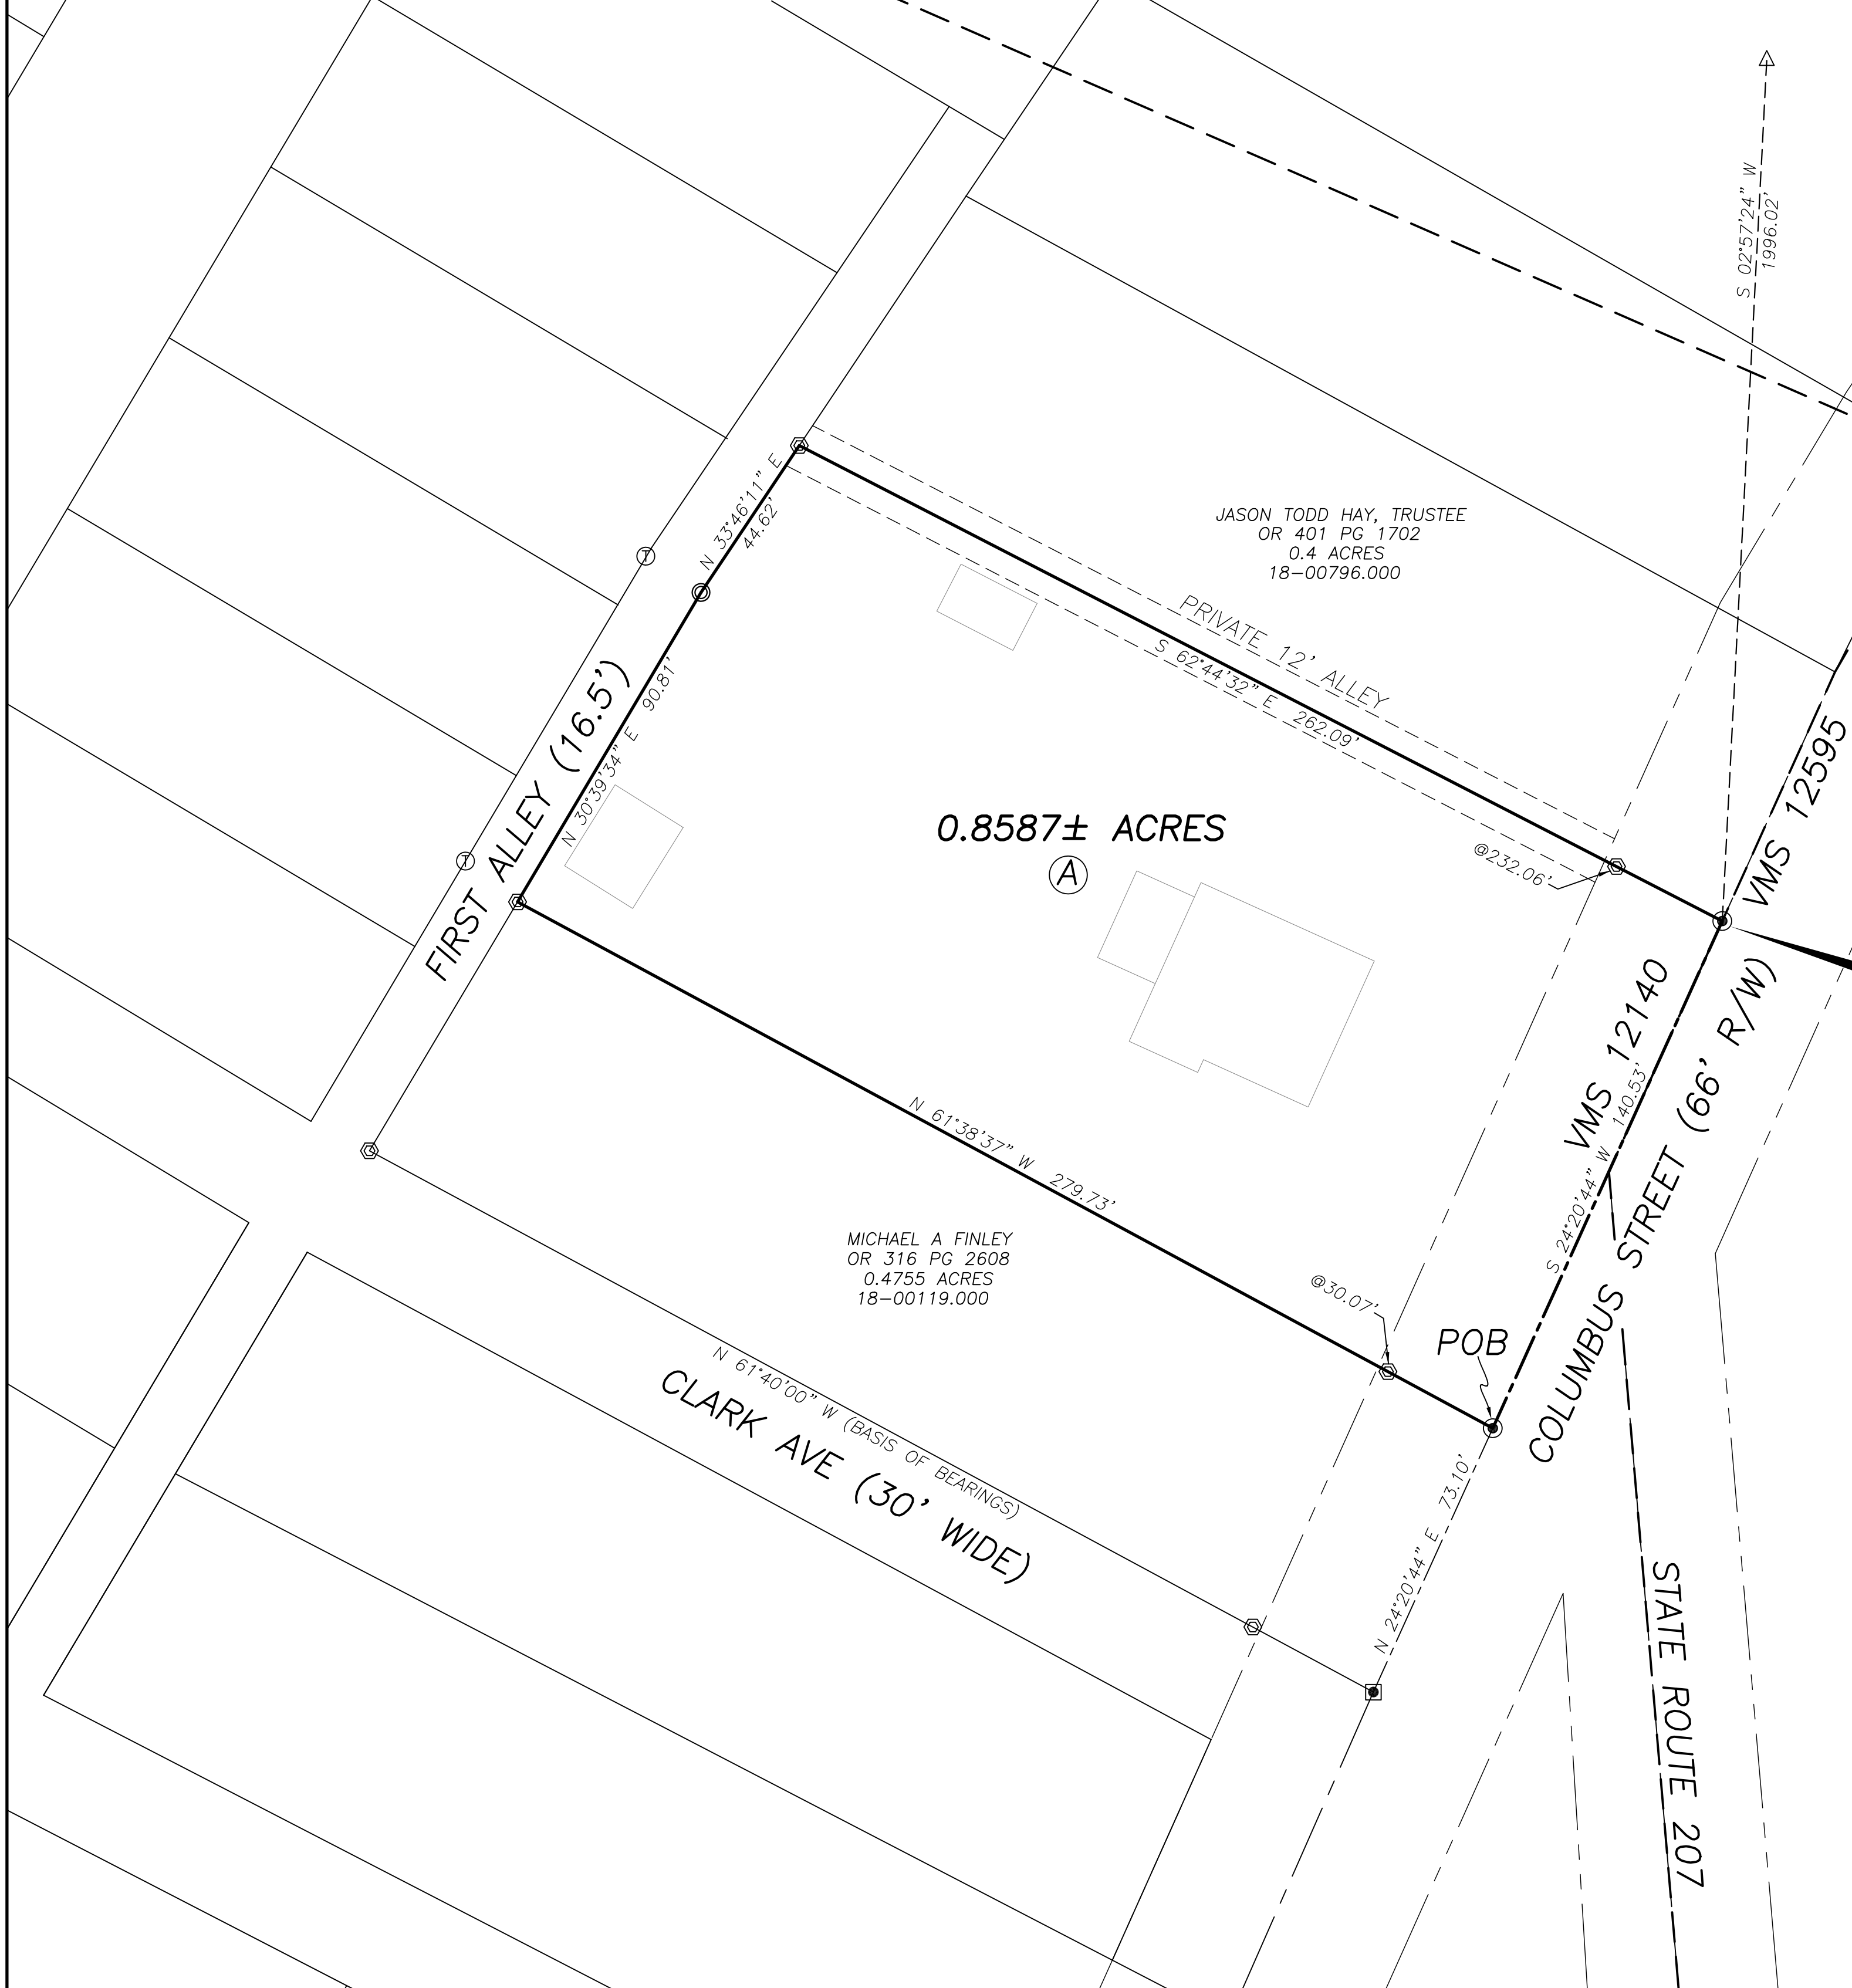 S 02°57'24" W
1996.02'
N 33°46'11" E
44.62'
JASON TODD HAY, TRUSTEE
OR 401 PG 1702
0.4 ACRES
18-00796.000
PRIVATE 12' ALLEY
S 62°44'32" E 262.09'
FIRST ALLEY (16.5')
N 30°39'34" E 90.81'
T
T
0.8587± ACRES
A
@232.06'
VMS 12595
VMS 12140
S 24°20'44" W 140.53'
COLUMBUS STREET (66' R/W)
N 61°38'37" W 279.73'
MICHAEL A FINLEY
OR 316 PG 2608
0.4755 ACRES
18-00119.000
@30.07'
POB
N 61°40'00" W (BASIS OF BEARINGS)
CLARK AVE (30' WIDE)
N 24°20'44" E 73.10'
STATE ROUTE 207